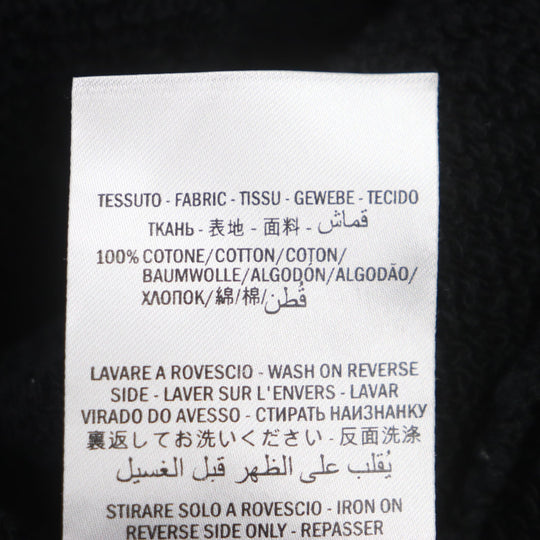 TESSUTO - FABRIC - TISSU - GEWEBE - TECIDO
ТКАНЬ - 表地 - 面料 - قماش
100% COTONE/COTTON/COTON/
BAUMWOLLE/ALGODÓN/ALGODÃO/
ХЛОПОК/綿/棉/قُطن
LAVARE A ROVESCIO - WASH ON REVERSE
SIDE - LAVER SUR L'ENVERS - LAVAR
VIRADO DO AVESSO - СТИРАТЬ НАИЗНАНКУ
裏返してお洗いください - 反面洗涤
يُقلب على الظهر قبل الغسيل
STIRARE SOLO A ROVESCIO - IRON ON
REVERSE SIDE ONLY - REPASSER